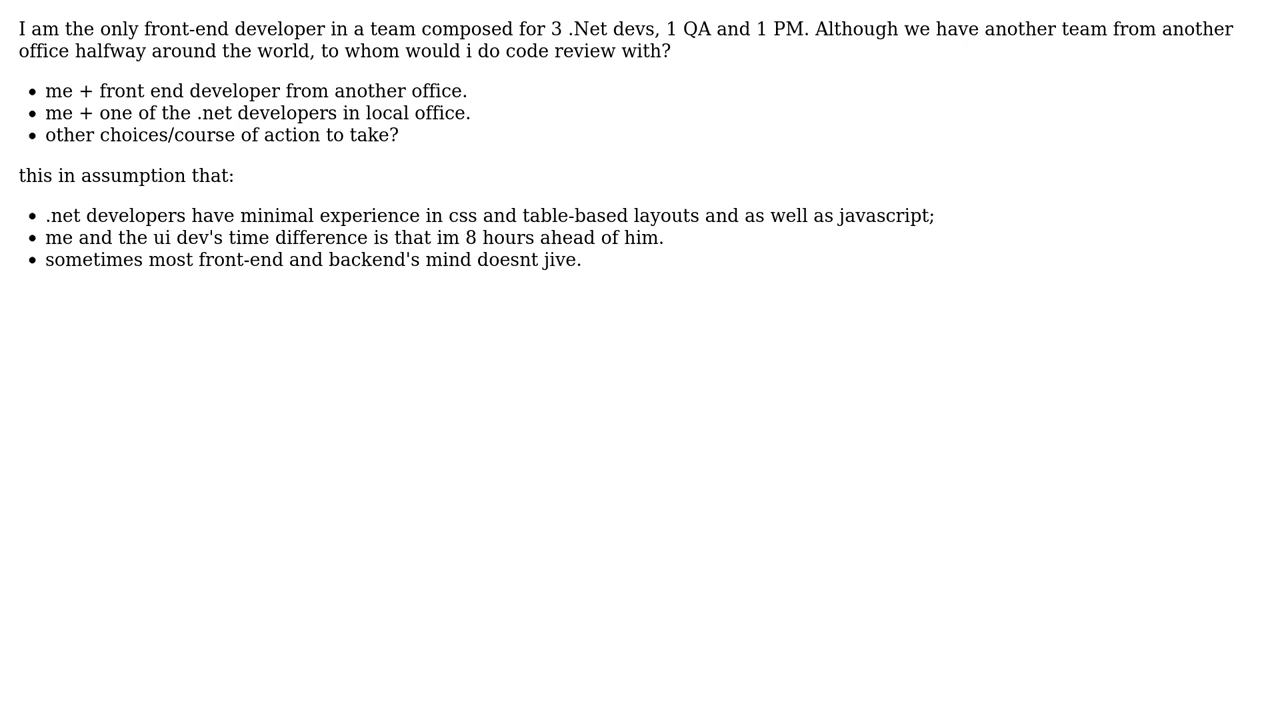 I am the only front-end developer in a team composed for 3 .Net devs, 1 QA and 1 PM. Although we have another team from another
office halfway around the world, to whom would i do code review with?
• me + front end developer from another office.
• me + one of the .net developers in local office.
• other choices/course of action to take?
this in assumption that:
• .net developers have minimal experience in css and table-based layouts and as well as javascript;
• me and the ui dev's time difference is that im 8 hours ahead of him.
• sometimes most front-end and backend's mind doesnt jive.